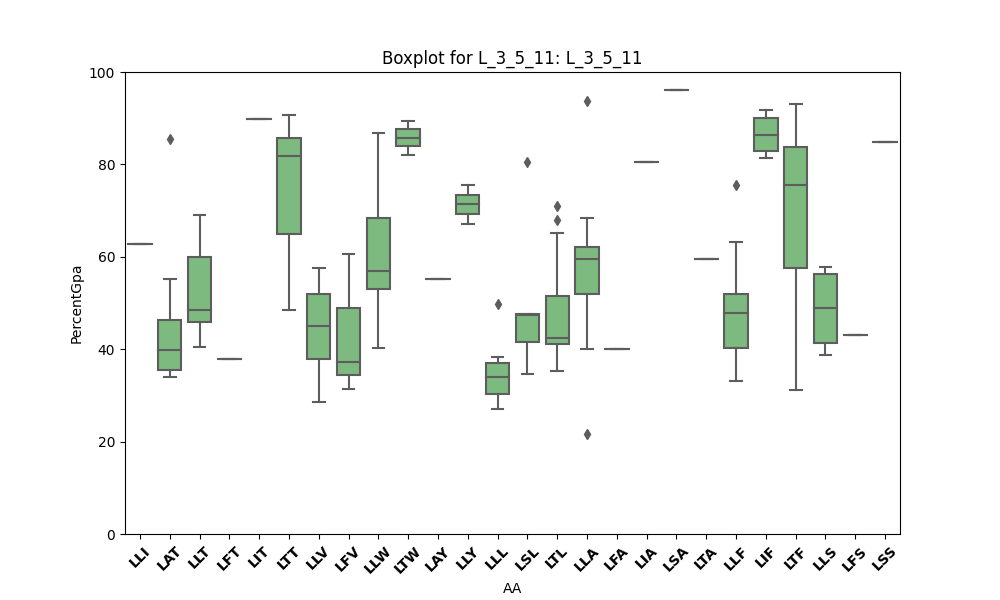 Boxplot for L_3_5_11: L_3_5_11
100
80
60
40
20
0
PercentGpa
LLI LAT LLT LFT LIT LTT LLV LFV LLW LTW LAY LLY LLL LSL LTL LLA LFA LIA LSA LTA LLF LIF LTF LLS LFS LSS
AA